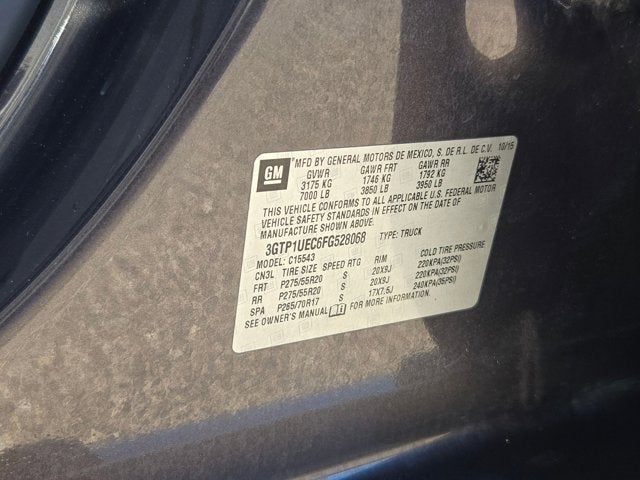 GM
MFD BY GENERAL MOTORS DE MEXICO, S. DE R.L. DE C.V. 10/15
GVWR GAWR FRT GAWR RR
3175 KG 1746 KG 1792 KG
7000 LB 3850 LB 3950 LB
THIS VEHICLE CONFORMS TO ALL APPLICABLE U.S. FEDERAL MOTOR
VEHICLE SAFETY STANDARDS IN EFFECT ON THE DATE OF
MANUFACTURE SHOWN ABOVE.
3GTP1UEC6FG528068 TYPE: TRUCK
MODEL: C15543
CN3L TIRE SIZE SPEED RTG RIM COLD TIRE PRESSURE
FRT P275/55R20 S 20X9J 220KPA(32PSI)
RR P275/55R20 S 20X9J 220KPA(32PSI)
SPA P265/70R17 S 17X7.5J 240KPA(35PSI)
SEE OWNER'S MANUAL FOR MORE INFORMATION.